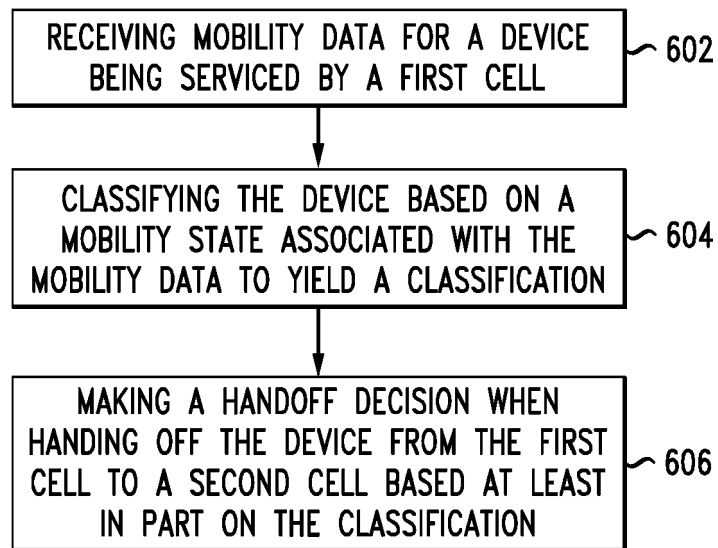 RECEIVING MOBILITY DATA FOR A DEVICE
BEING SERVICED BY A FIRST CELL
602
CLASSIFYING THE DEVICE BASED ON A
MOBILITY STATE ASSOCIATED WITH THE
MOBILITY DATA TO YIELD A CLASSIFICATION
604
MAKING A HANDOFF DECISION WHEN
HANDING OFF THE DEVICE FROM THE FIRST
CELL TO A SECOND CELL BASED AT LEAST
IN PART ON THE CLASSIFICATION
606